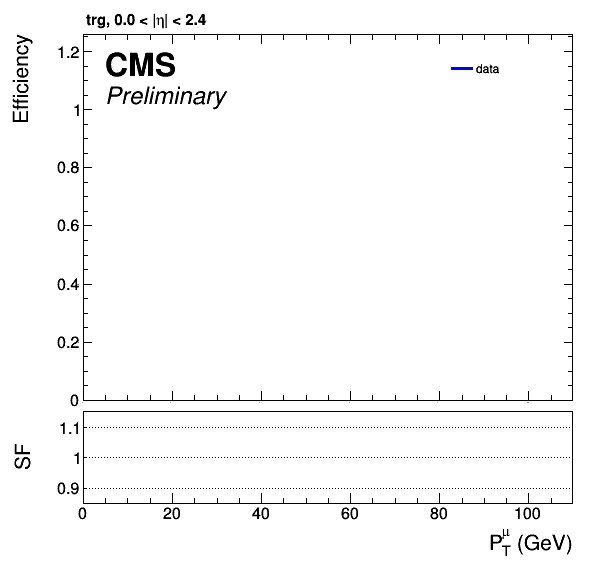 trg, 0.0 < |η| < 2.4
Efficiency
CMS
Preliminary
data
1.2
1
0.8
0.6
0.4
0.2
0
SF
1.1
1
0.9
0 20 40 60 80 100
P_T^μ (GeV)